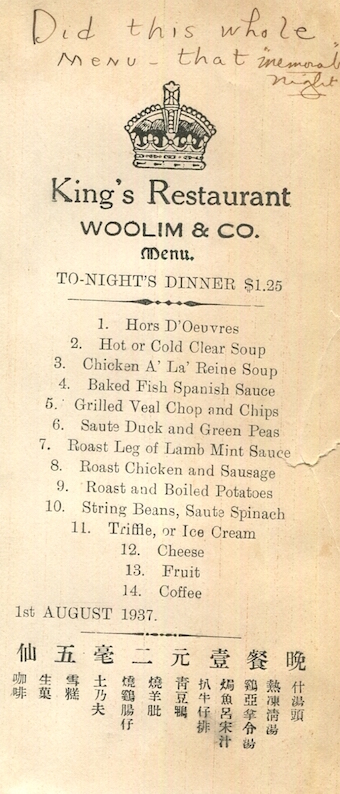 Did this whole
MENU - that "memorabl"
night
King's Restaurant
WOOLIM & CO.
Menu.
TO-NIGHT'S DINNER $1.25
1. Hors D'Oeuvres
2. Hot or Cold Clear Soup
3. Chicken A' La' Reine Soup
4. Baked Fish Spanish Sauce
5. Grilled Veal Chop and Chips
6. Saute Duck and Green Peas
7. Roast Leg of Lamb Mint Sauce
8. Roast Chicken and Sausage
9. Roast and Boiled Potatoes
10. String Beans, Saute Spinach
11. Triffle, or Ice Cream
12. Cheese
13. Fruit
14. Coffee
1st AUGUST 1937.
晚餐壹元二毫五仙
什湯頭
熱凍清湯
鷄亞拿令湯
焗魚呂宋汁
扒牛仔排
青豆鴨
燒羊肶
燒鷄腸仔
士乃夫
雪糕
生菓
咖啡